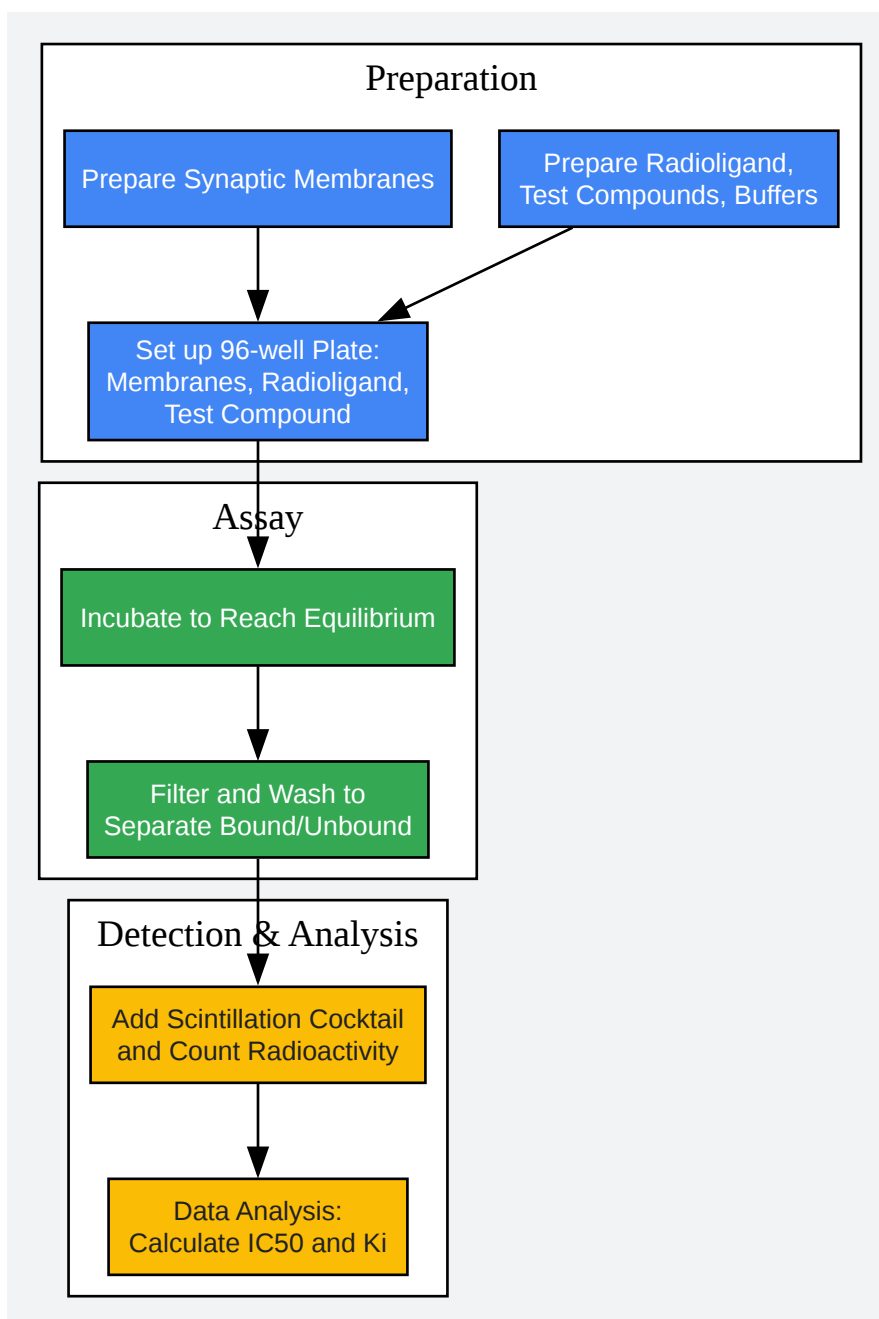 Preparation
Prepare Synaptic Membranes
Prepare Radioligand,
Test Compounds, Buffers
Set up 96-well Plate:
Membranes, Radioligand,
Test Compound
Assay
Incubate to Reach Equilibrium
Filter and Wash to
Separate Bound/Unbound
Detection & Analysis
Add Scintillation Cocktail
and Count Radioactivity
Data Analysis:
Calculate IC50 and Ki